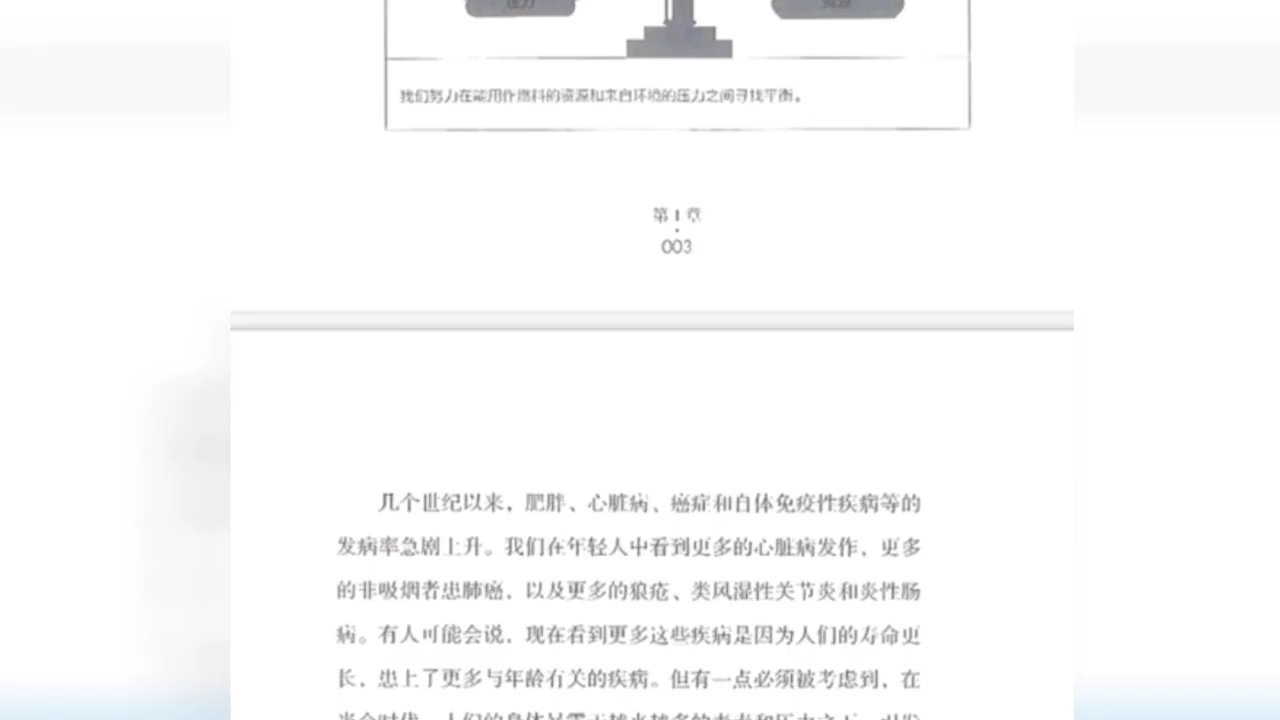 压力
资源
我们努力在能用作燃料的资源和来自环境的压力之间寻找平衡。
第 1 章
003
几个世纪以来，肥胖、心脏病、癌症和自体免疫性疾病等的
发病率急剧上升。我们在年轻人中看到更多的心脏病发作，更多
的非吸烟者患肺癌，以及更多的狼疮、类风湿性关节炎和炎性肠
病。有人可能会说，现在看到更多这些疾病是因为人们的寿命更
长，患上了更多与年龄有关的疾病。但有一点必须被考虑到，在